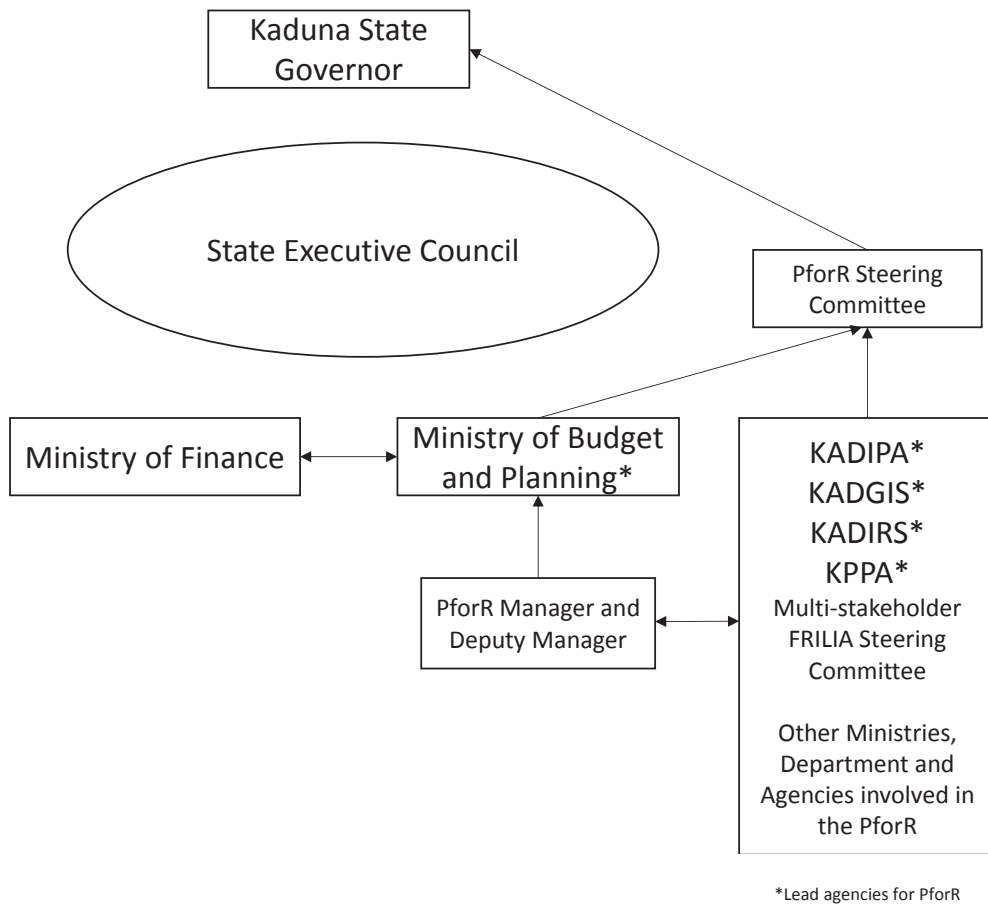 Kaduna State
Governor
State Executive Council
PforR Steering
Committee
Ministry of Finance
Ministry of Budget
and Planning*
KADIPA*
KADGIS*
KADIRS*
KPPA*
Multi-stakeholder
FRILIA Steering
Committee
Other Ministries,
Department and
Agencies involved in
the PforR
PforR Manager and
Deputy Manager
*Lead agencies for PforR